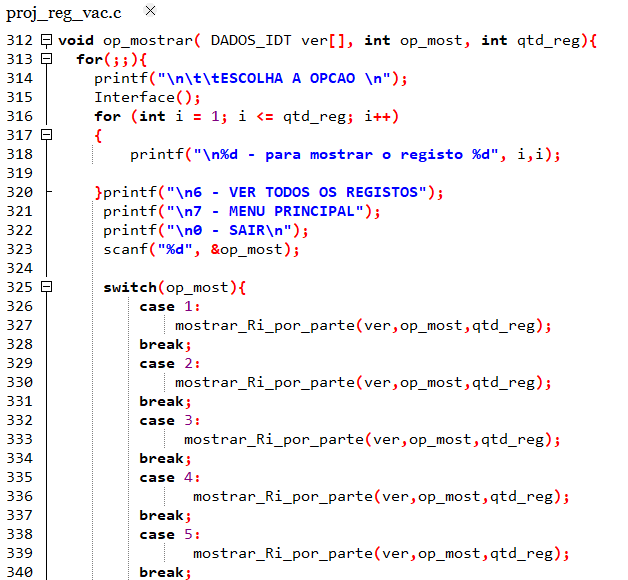 proj_reg_vac.c ×
312 void op_mostrar( DADOS_IDT ver[], int op_most, int qtd_reg){
313 for(;;){
314 printf("\n\t\tESCOLHA A OPCAO \n");
315 Interface();
316 for (int i = 1; i <= qtd_reg; i++)
317 {
318 printf("\n%d - para mostrar o registo %d", i,i);
319
320 }printf("\n6 - VER TODOS OS REGISTOS");
321 printf("\n7 - MENU PRINCIPAL");
322 printf("\n0 - SAIR\n");
323 scanf("%d", &op_most);
324
325 switch(op_most){
326 case 1:
327 mostrar_Ri_por_parte(ver,op_most,qtd_reg);
328 break;
329 case 2:
330 mostrar_Ri_por_parte(ver,op_most,qtd_reg);
331 break;
332 case 3:
333 mostrar_Ri_por_parte(ver,op_most,qtd_reg);
334 break;
335 case 4:
336 mostrar_Ri_por_parte(ver,op_most,qtd_reg);
337 break;
338 case 5:
339 mostrar_Ri_por_parte(ver,op_most,qtd_reg);
340 break;